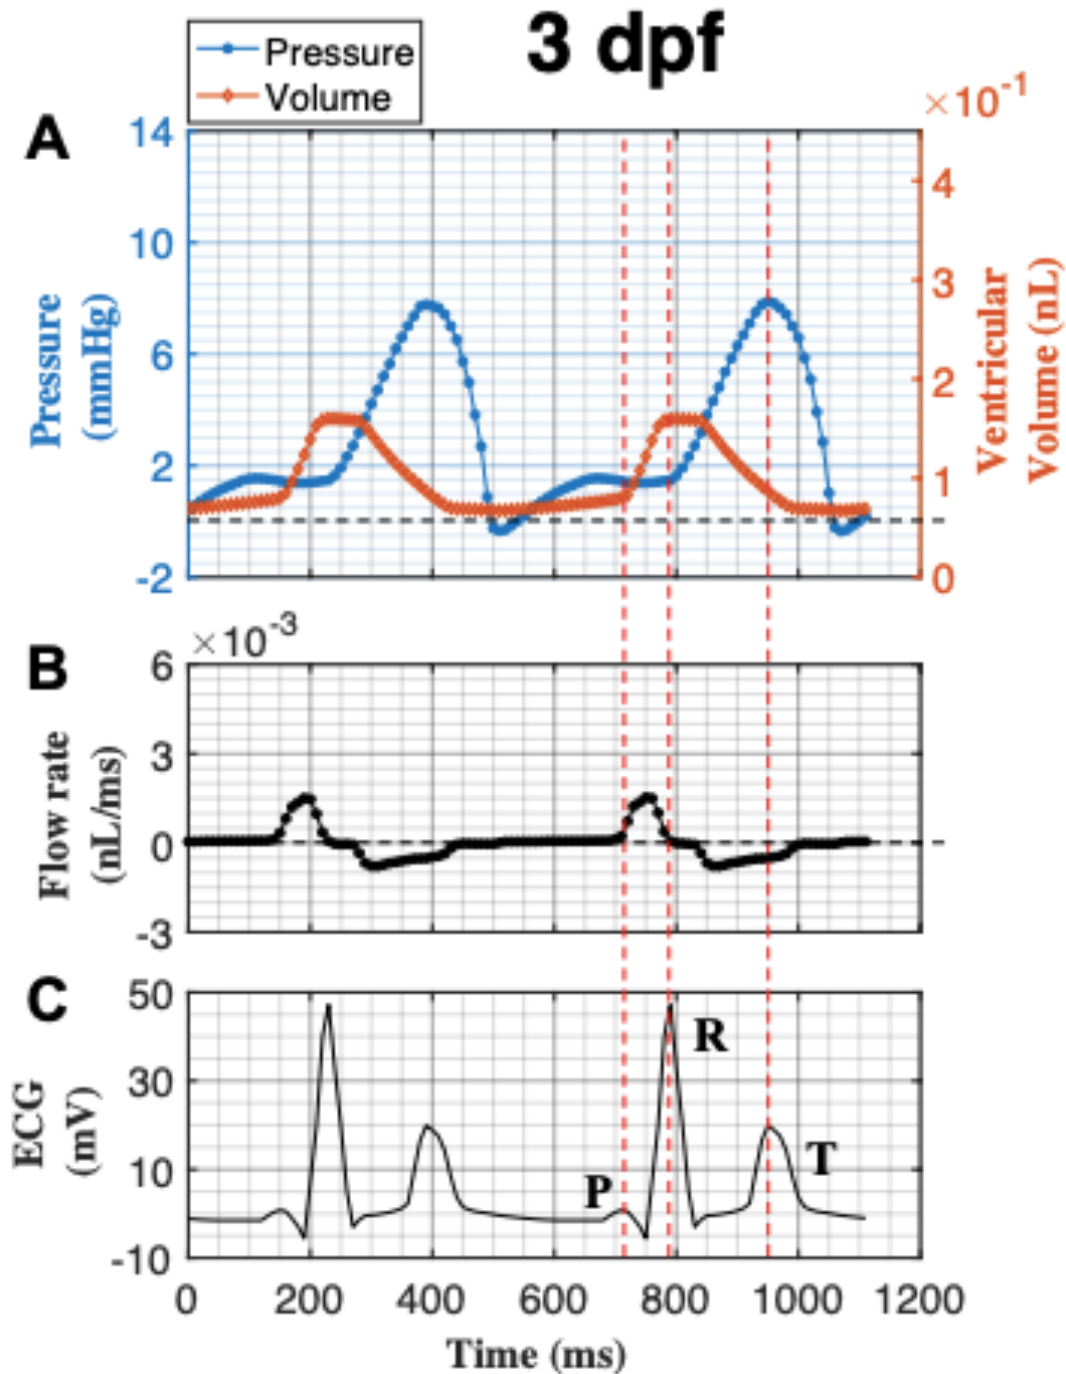 3 dpf
Pressure
Volume
A
×10⁻¹
14
10
6
2
-2
Pressure
(mmHg)
4
3
2
1
0
Ventricular
Volume (nL)
B
×10⁻³
6
3
0
-3
Flow rate
(nL/ms)
C
50
30
10
-10
ECG
(mV)
P
R
T
0 200 400 600 800 1000 1200
Time (ms)